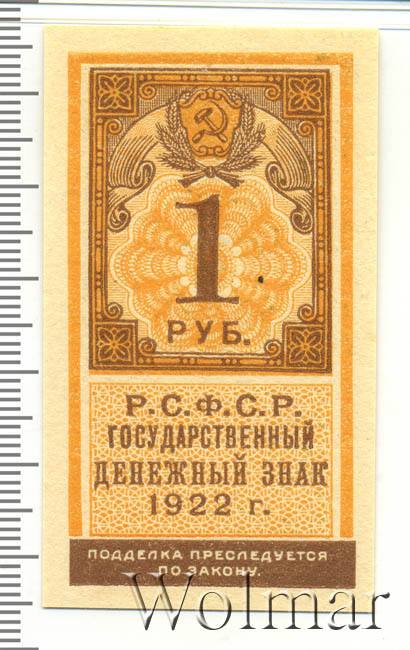 1
РУБ.
Р.С.Ф.С.Р.
ГОСУДАРСТВЕННЫЙ
ДЕНЕЖНЫЙ ЗНАК
1922 г.
ПОДДЕЛКА ПРЕСЛЕДУЕТСЯ
ПО ЗАКОНУ.
Wolmar